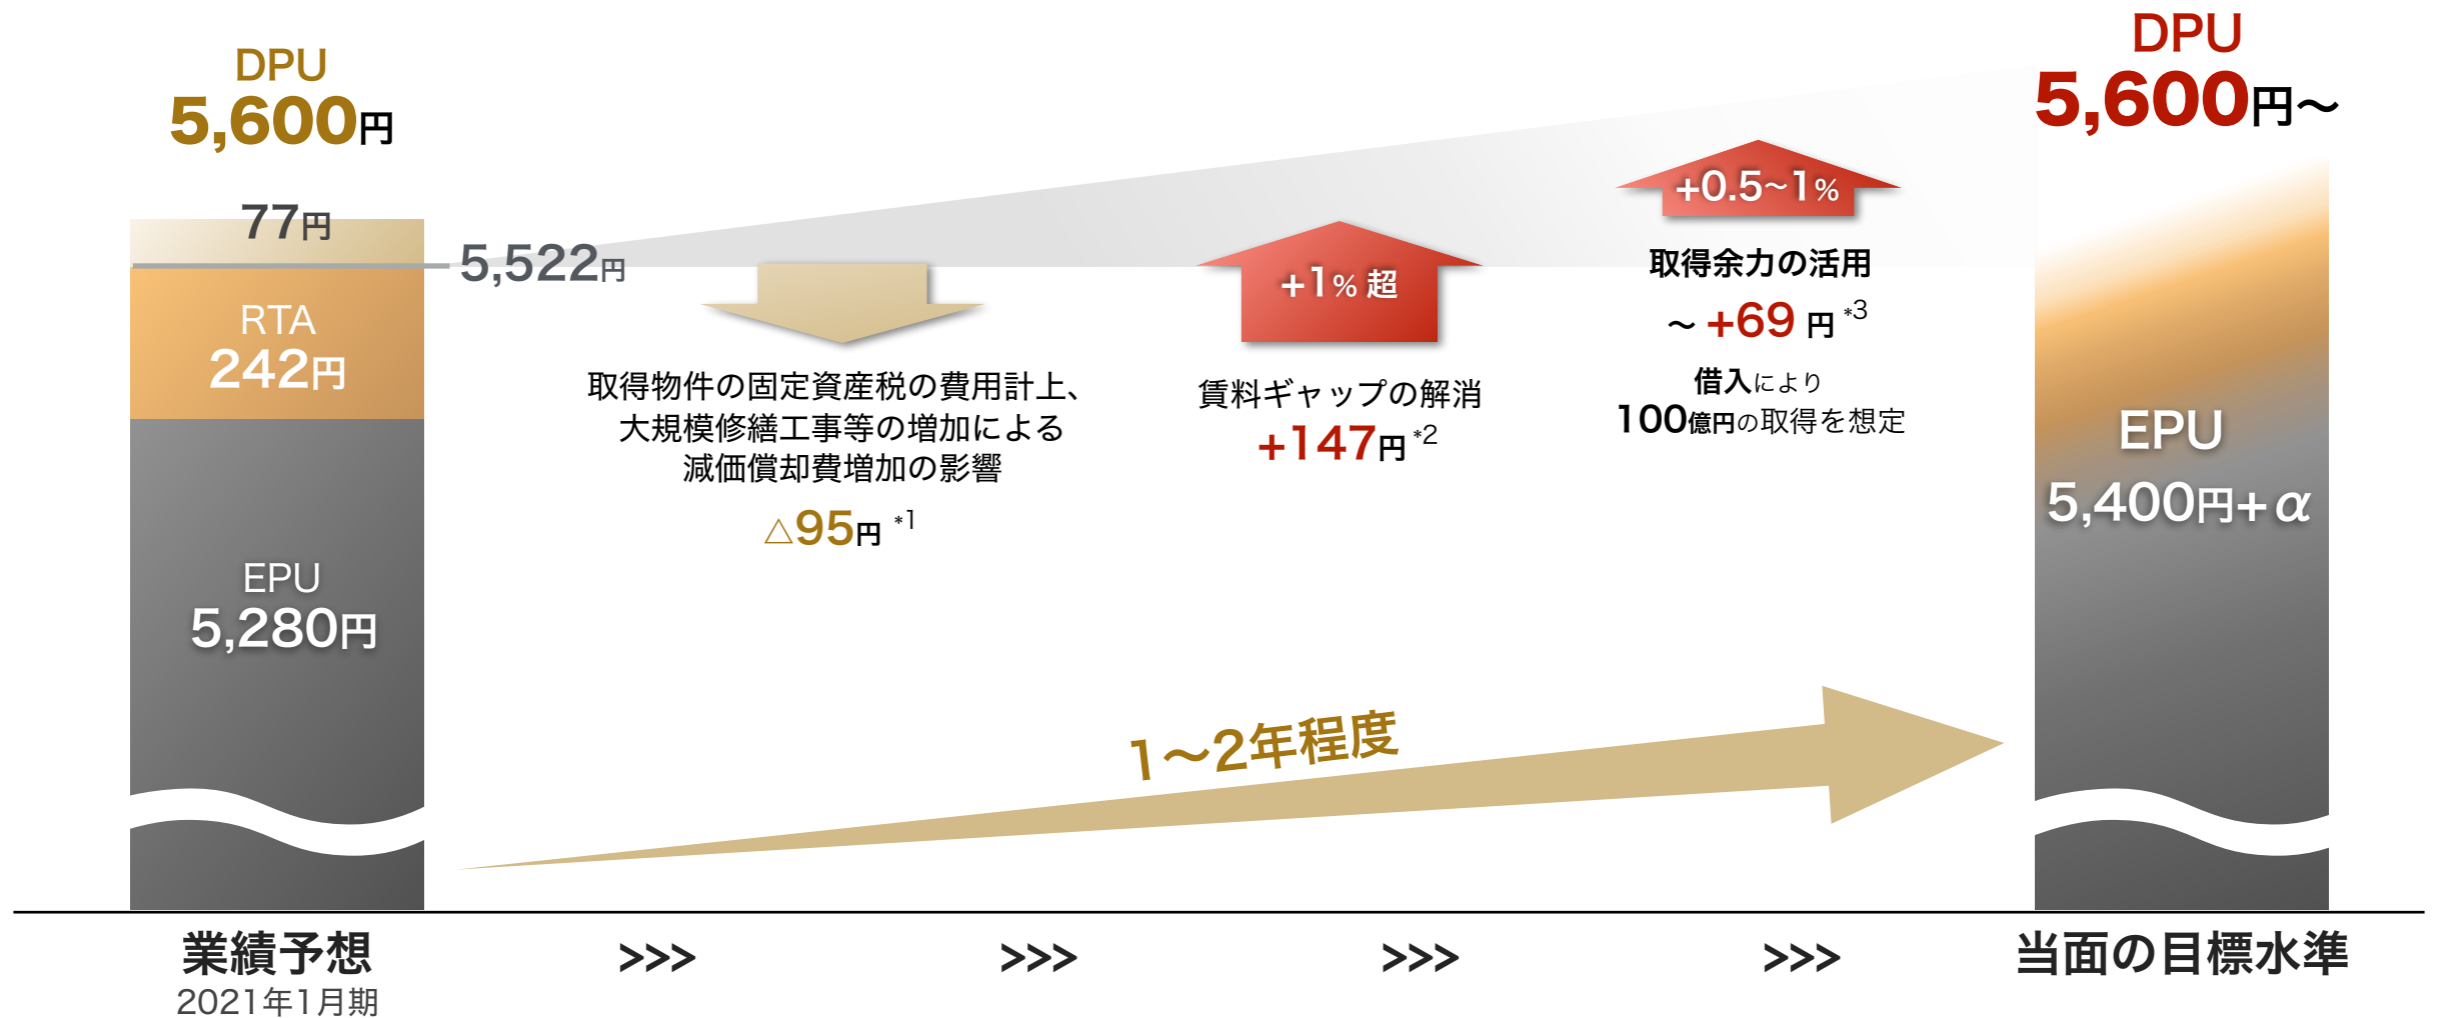 DPU
5,600円
77円
5,522円
RTA
242円
EPU
5,280円
取得物件の固定資産税の費用計上、
大規模修繕工事等の増加による
減価償却費増加の影響
△95円 *1
+1% 超
賃料ギャップの解消
+147円 *2
+0.5~1%
取得余力の活用
～ +69 円 *3
借入により
100億円の取得を想定
DPU
5,600円～
EPU
5,400円+α
1～2年程度
業績予想
2021年1月期
>>>
>>>
>>>
>>>
当面の目標水準